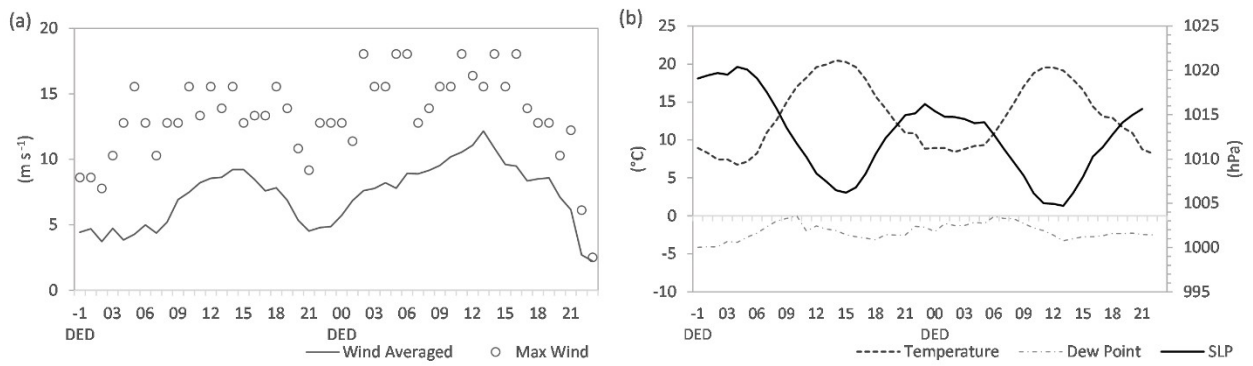 (a)
20
15
10
5
0
(m s⁻¹)
-1 03 06 09 12 15 18 21 00 03 06 09 12 15 18 21
DED DED
Wind Averaged Max Wind
(b)
25
20
15
10
5
0
-5
-10
(°C)
1025
1020
1015
1010
1005
1000
995
(hPa)
-1 03 06 09 12 15 18 21 00 03 06 09 12 15 18 21
DED DED
Temperature Dew Point SLP